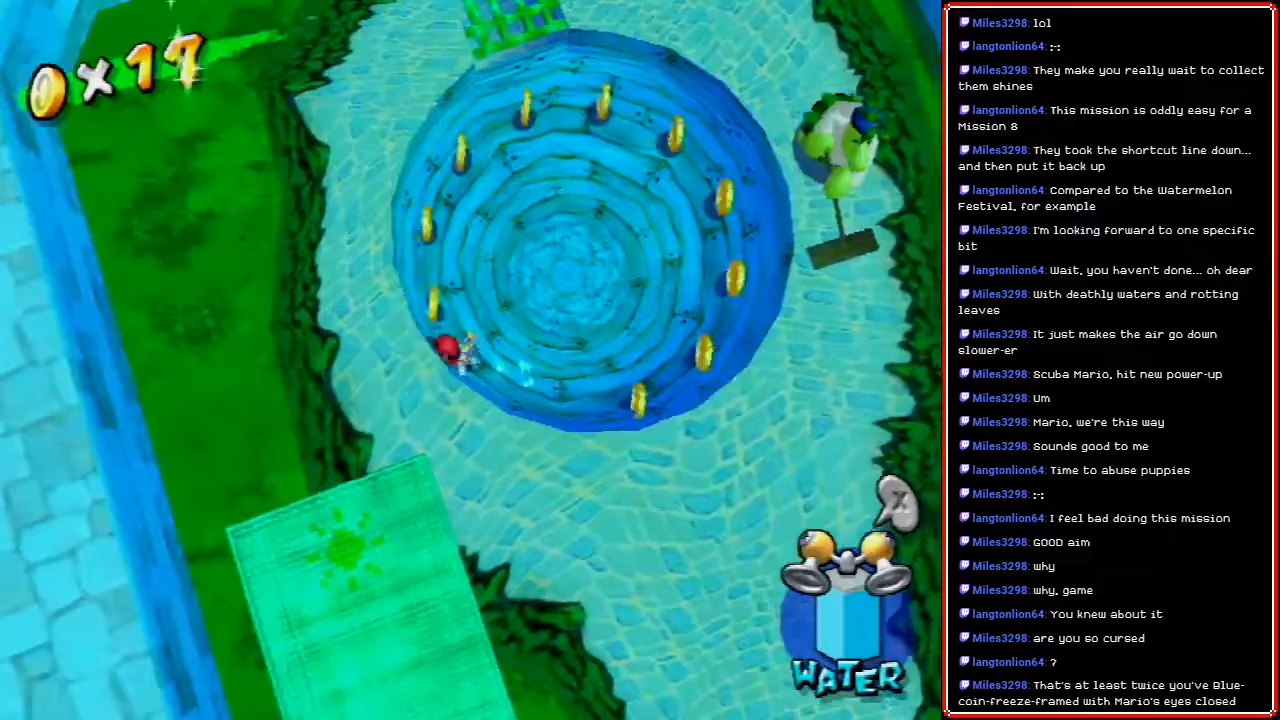 × 17
WATER
X
Miles3298: lol
langtonlion64: :-:
Miles3298: They make you really wait to collect
them shines
langtonlion64: This mission is oddly easy for a
Mission 8
Miles3298: They took the shortcut line down...
and then put it back up
langtonlion64: Compared to the Watermelon
Festival, for example
Miles3298: I'm looking forward to one specific
bit
langtonlion64: Wait, you haven't done... oh dear
Miles3298: With deathly waters and rotting
leaves
Miles3298: It just makes the air go down
slower-er
Miles3298: Scuba Mario, hit new power-up
Miles3298: Um
Miles3298: Mario, we're this way
Miles3298: Sounds good to me
langtonlion64: Time to abuse puppies
Miles3298: :-:
langtonlion64: I feel bad doing this mission
Miles3298: GOOD aim
Miles3298: why
Miles3298: why, game
langtonlion64: You knew about it
Miles3298: are you so cursed
langtonlion64: ?
Miles3298: That's at least twice you've Blue-
coin-freeze-framed with Mario's eyes closed